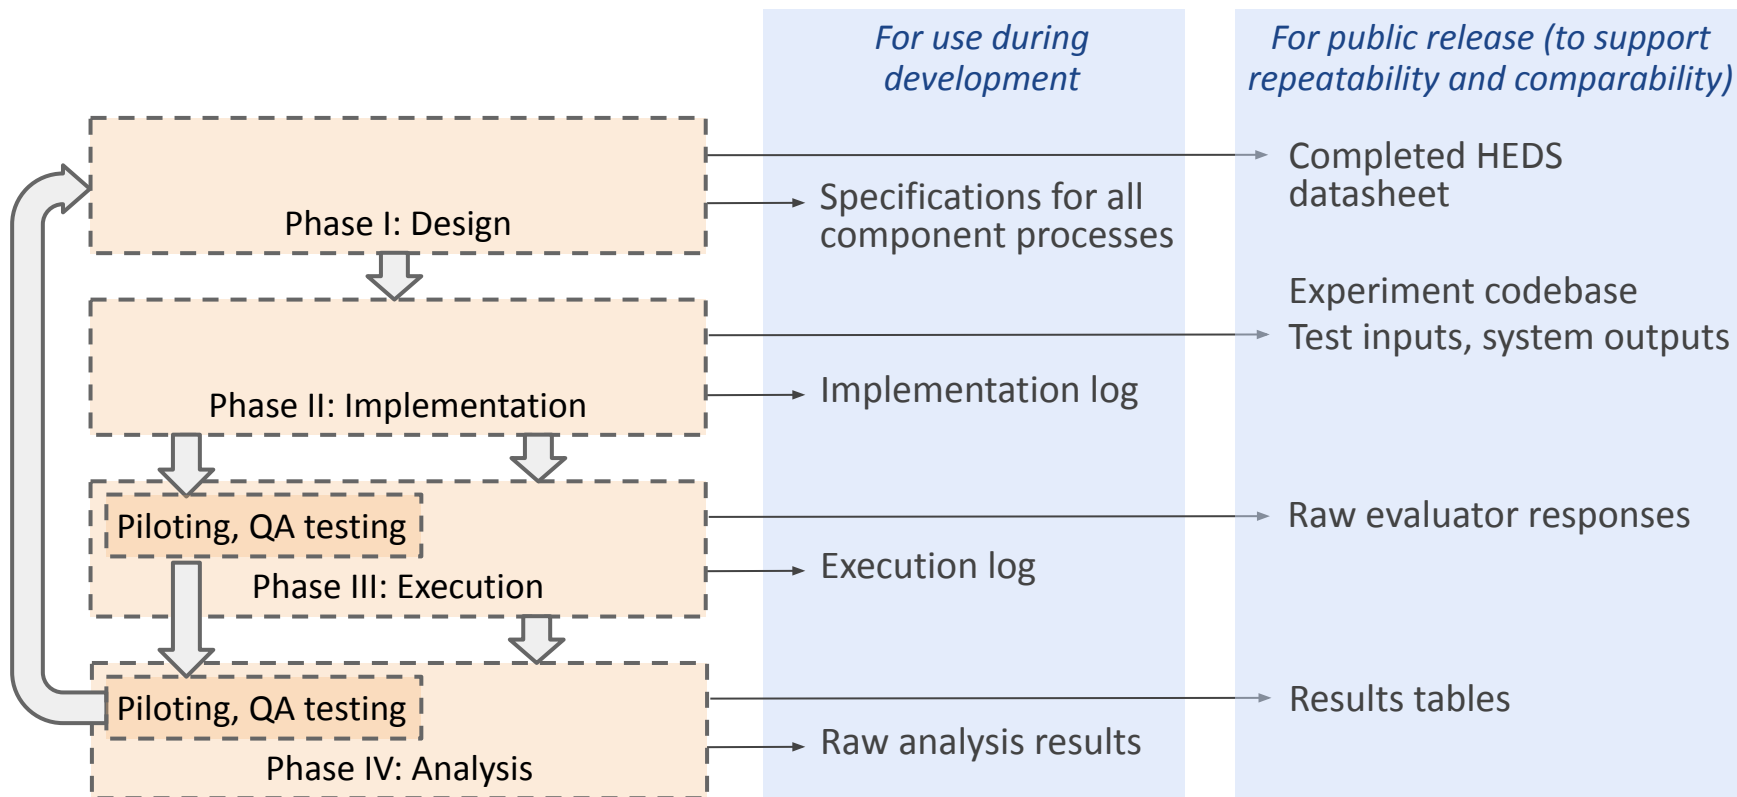 For use during
development
For public release (to support
repeatability and comparability)
Phase I: Design
Specifications for all
component processes
Completed HEDS
datasheet
Phase II: Implementation
Implementation log
Experiment codebase
Test inputs, system outputs
Piloting, QA testing
Phase III: Execution
Execution log
Raw evaluator responses
Piloting, QA testing
Phase IV: Analysis
Raw analysis results
Results tables